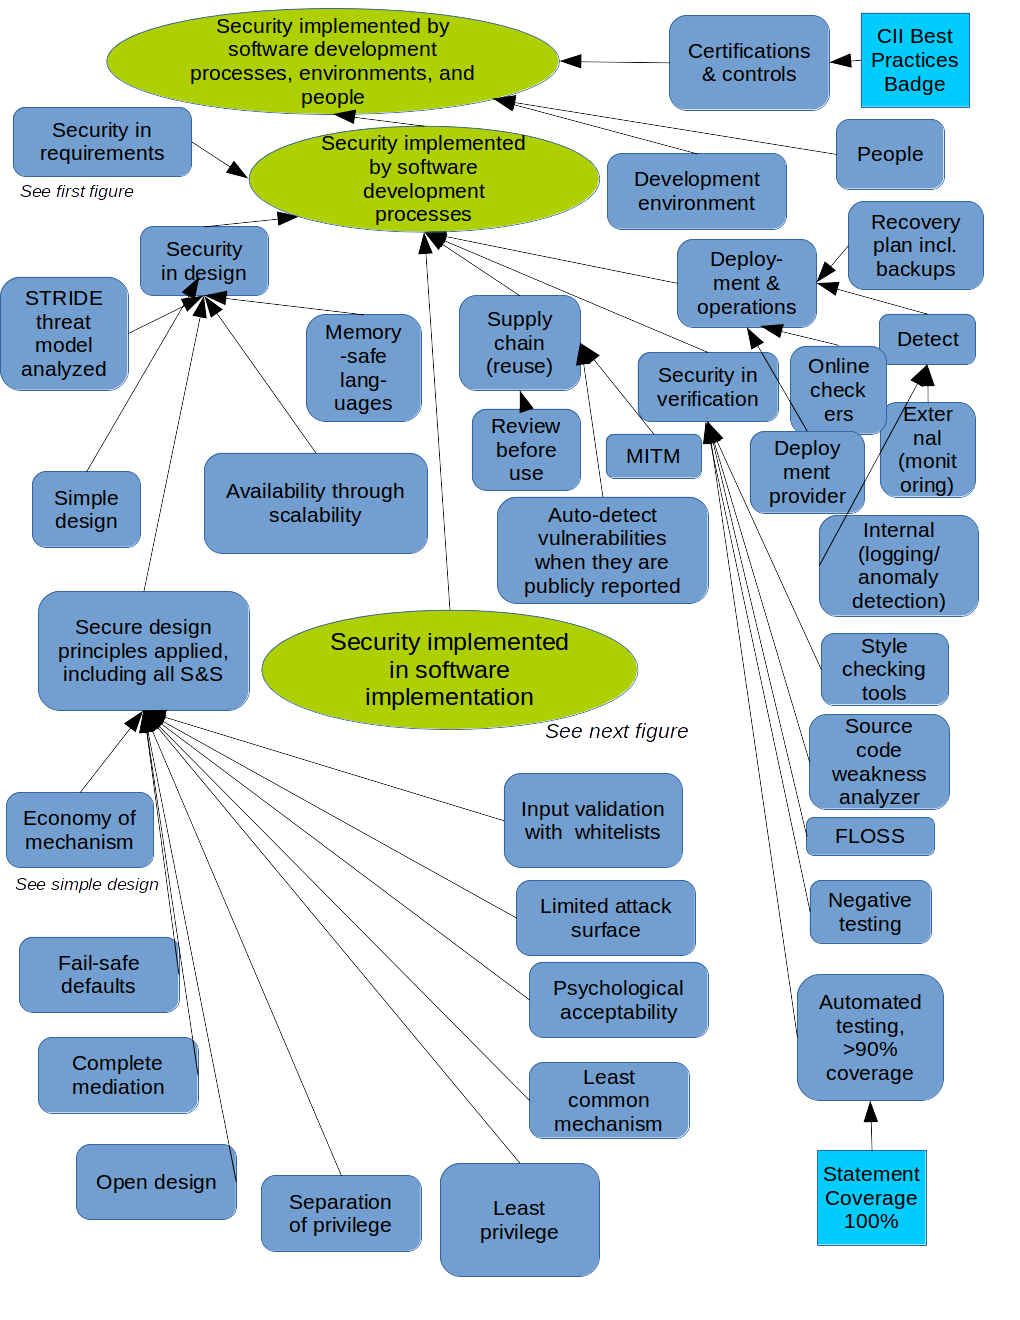 Security implemented by
software development
processes, environments, and
people
Certifications
& controls
CII Best
Practices
Badge
Security in
requirements
See first figure
Security implemented
by software
development
processes
Development
environment
People
Security
in design
Deploy-
ment &
operations
Recovery
plan incl.
backups
STRIDE
threat
model
analyzed
Memory
-safe
lang-
uages
Supply
chain
(reuse)
Security in
verification
Online
check
ers
Detect
Review
before
use
MITM
Deploy
ment
provider
Exter
nal
(monit
oring)
Simple
design
Availability through
scalability
Auto-detect
vulnerabilities
when they are
publicly reported
Internal
(logging/
anomaly
detection)
Secure design
principles applied,
including all S&S
Security implemented
in software
implementation
See next figure
Style
checking
tools
Source
code
weakness
analyzer
Economy of
mechanism
See simple design
Input validation
with  whitelists
FLOSS
Limited attack
surface
Negative
testing
Fail-safe
defaults
Psychological
acceptability
Automated
testing,
>90%
coverage
Complete
mediation
Least
common
mechanism
Open design
Separation
of privilege
Least
privilege
Statement
Coverage
100%